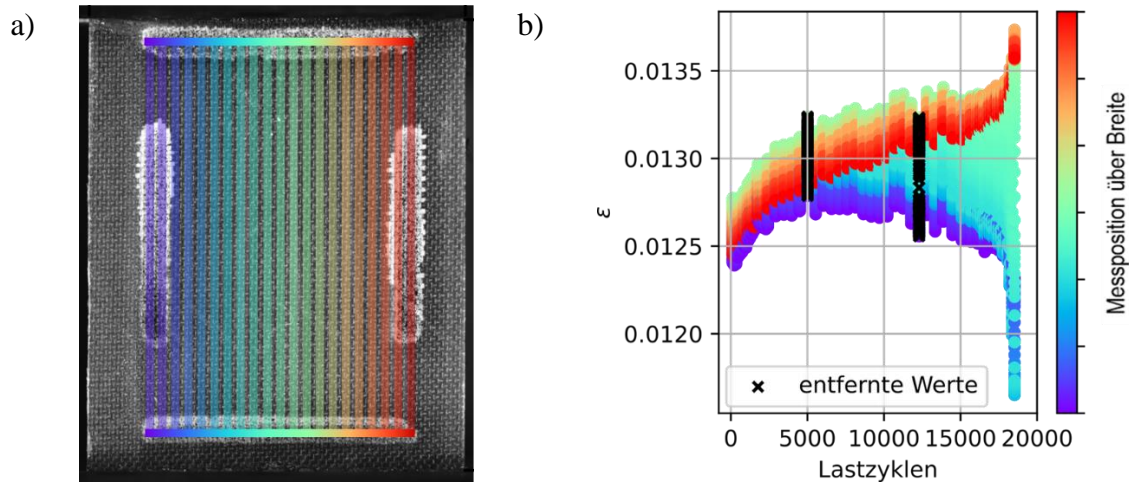 a)
b)
0.0135
0.0130
0.0125
0.0120
ε
entfernte Werte
0 5000 10000 15000 20000
Lastzyklen
Messposition über Breite